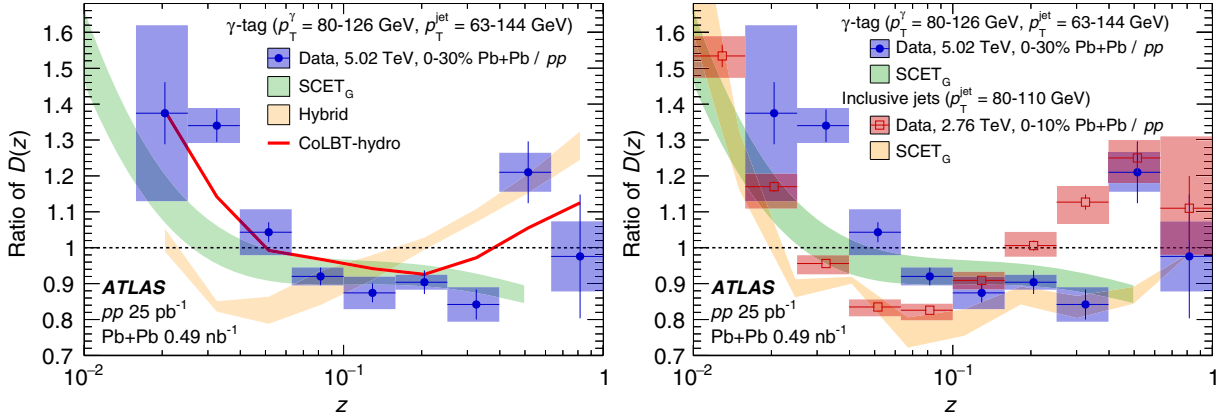 γ-tag (p_T^γ = 80-126 GeV, p_T^jet = 63-144 GeV)
Data, 5.02 TeV, 0-30% Pb+Pb / pp
SCET_G
Hybrid
CoLBT-hydro
Ratio of D(z)
1.6
1.5
1.4
1.3
1.2
1.1
1
0.9
0.8
0.7
ATLAS
pp 25 pb^-1
Pb+Pb 0.49 nb^-1
10^-2
10^-1
1
z
γ-tag (p_T^γ = 80-126 GeV, p_T^jet = 63-144 GeV)
Data, 5.02 TeV, 0-30% Pb+Pb / pp
SCET_G
Inclusive jets (p_T^jet = 80-110 GeV)
Data, 2.76 TeV, 0-10% Pb+Pb / pp
SCET_G
Ratio of D(z)
1.6
1.5
1.4
1.3
1.2
1.1
1
0.9
0.8
0.7
ATLAS
pp 25 pb^-1
Pb+Pb 0.49 nb^-1
10^-2
10^-1
1
z